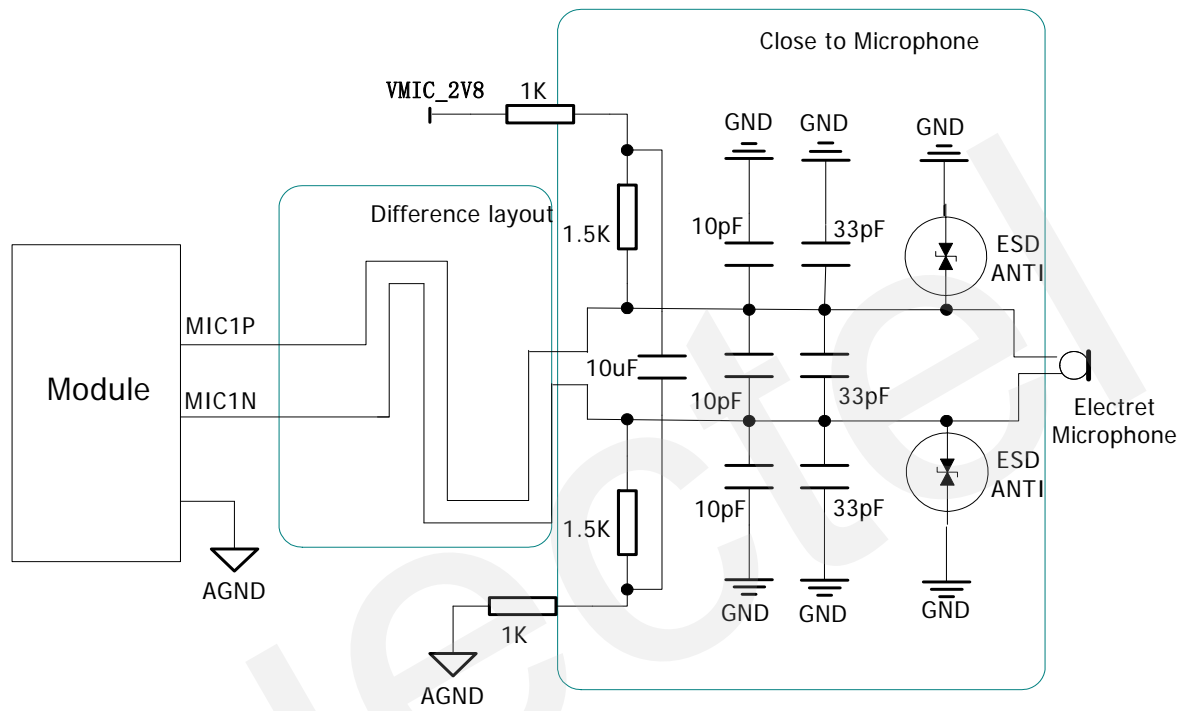 Close to Microphone
VMIC_2V8
1K
GND
GND
GND
Difference layout
1.5K
10pF
33pF
ESD
ANTI
MIC1P
Module
MIC1N
10uF
10pF
33pF
Electret
Microphone
1.5K
10pF
33pF
ESD
ANTI
AGND
GND
GND
GND
1K
AGND